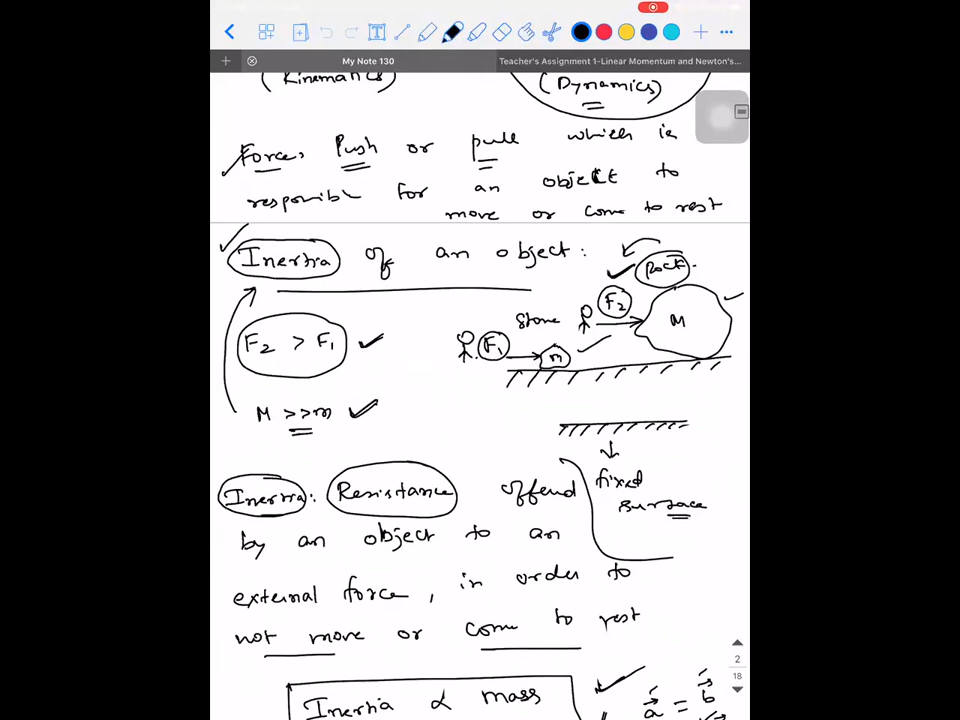 My Note 130
Teacher's Assignment 1-Linear Momentum and Newton's...
(Kinematics)
(Dynamics)
Force, Push or pull which is
responsible for an object to
move or come to rest
Inertia of an object:
Rock
F₂ > F₁
Stone
F₁
m
F₂
M
M >>m
fixed
surface
Inertia: Resistance offend
by an object to an
external force, in order to
not move or come to rest
Inertia α mass
a = b
2
18